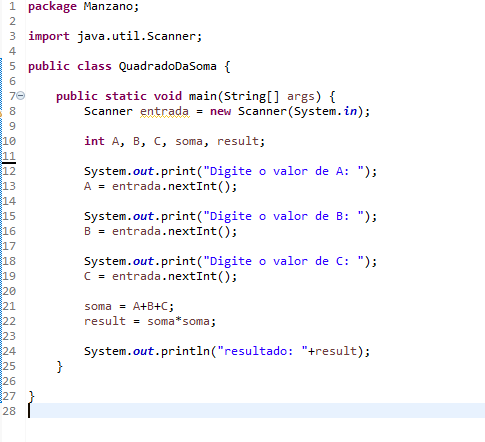 1 package Manzano;
2
3 import java.util.Scanner;
4
5 public class QuadradoDaSoma {
6
7     public static void main(String[] args) {
8         Scanner entrada = new Scanner(System.in);
9
10         int A, B, C, soma, result;
11
12         System.out.print("Digite o valor de A: ");
13         A = entrada.nextInt();
14
15         System.out.print("Digite o valor de B: ");
16         B = entrada.nextInt();
17
18         System.out.print("Digite o valor de C: ");
19         C = entrada.nextInt();
20
21         soma = A+B+C;
22         result = soma*soma;
23
24         System.out.println("resultado: "+result);
25     }
26
27 }
28